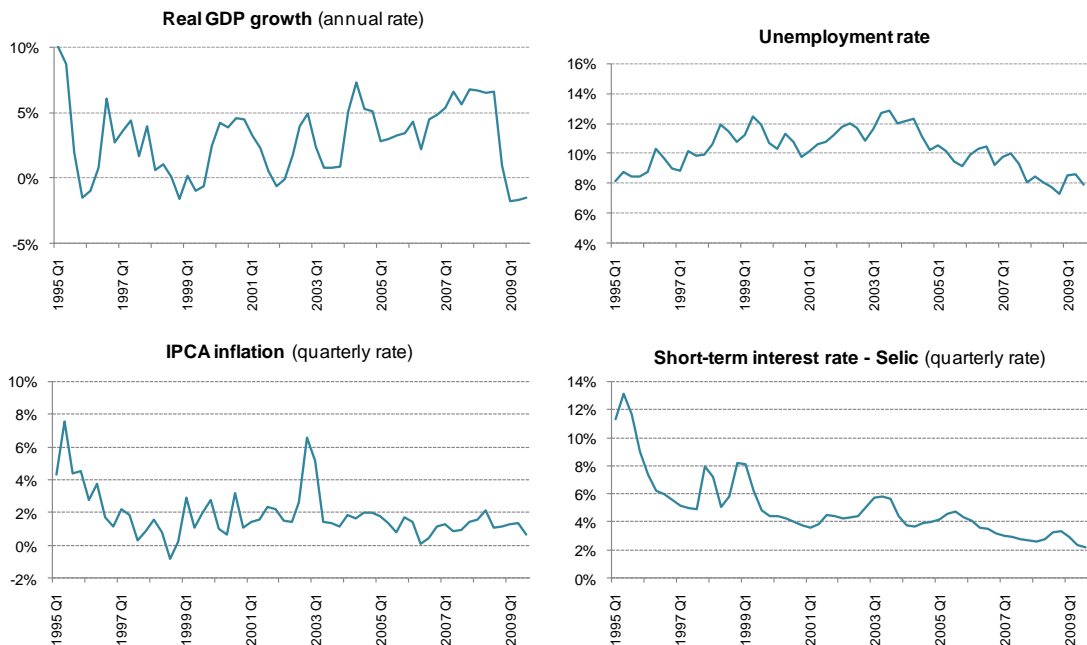 Real GDP growth (annual rate)
10%
5%
0%
-5%
1995 Q1
1997 Q1
1999 Q1
2001 Q1
2003 Q1
2005 Q1
2007 Q1
2009 Q1
Unemployment rate
16%
14%
12%
10%
8%
6%
4%
1995 Q1
1997 Q1
1999 Q1
2001 Q1
2003 Q1
2005 Q1
2007 Q1
2009 Q1
IPCA inflation (quarterly rate)
10%
8%
6%
4%
2%
0%
-2%
1995 Q1
1997 Q1
1999 Q1
2001 Q1
2003 Q1
2005 Q1
2007 Q1
2009 Q1
Short-term interest rate - Selic (quarterly rate)
14%
12%
10%
8%
6%
4%
2%
0%
1995 Q1
1997 Q1
1999 Q1
2001 Q1
2003 Q1
2005 Q1
2007 Q1
2009 Q1